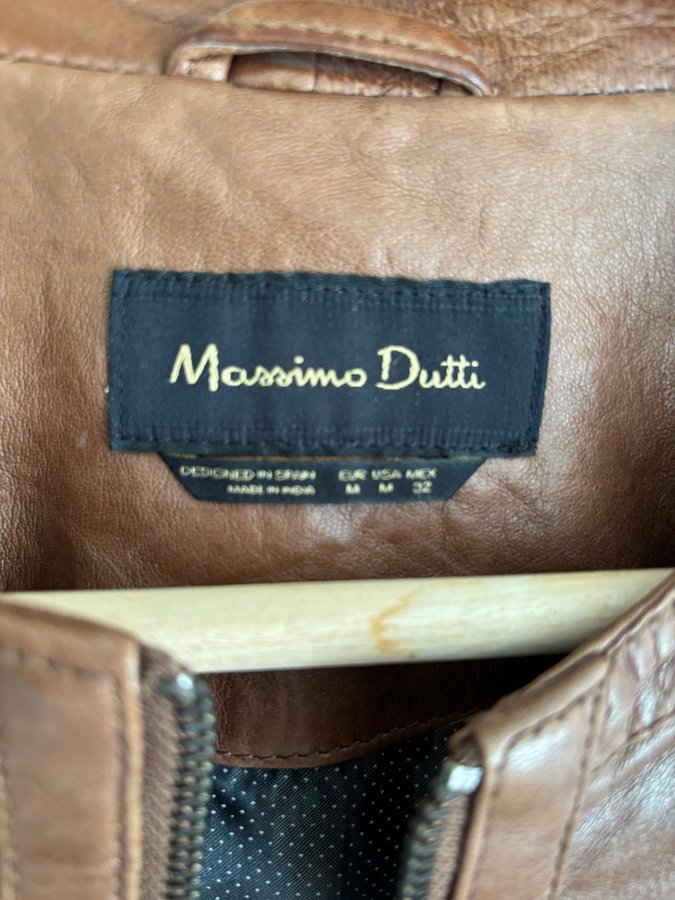 Massimo Dutti
DESIGNED IN SPAIN EUR USA MEX
MADE IN INDIA M M 32